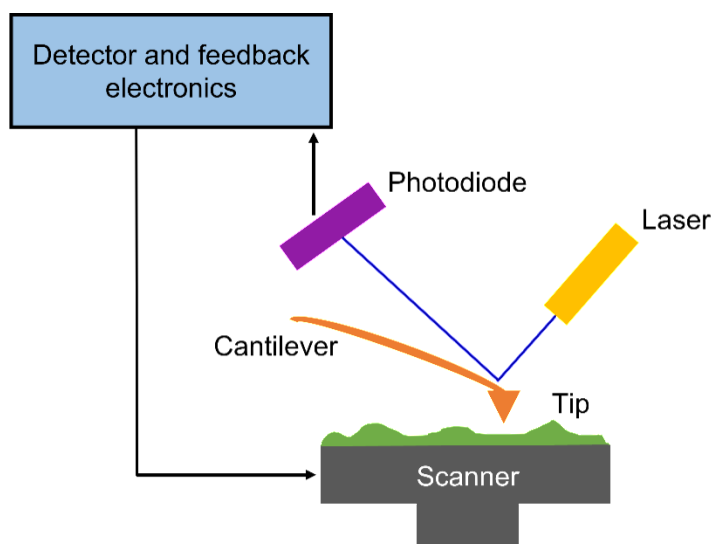 Detector and feedback
electronics
Photodiode
Laser
Cantilever
Tip
Scanner